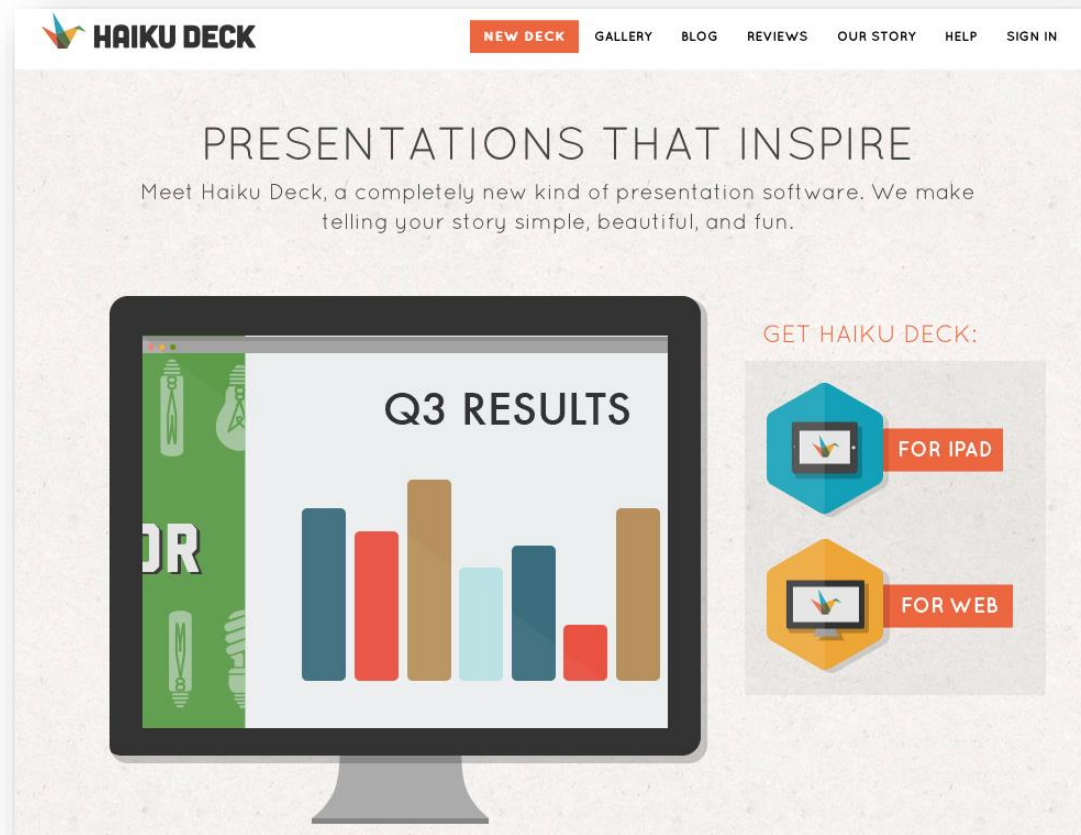 HAIKU DECK
NEW DECK GALLERY BLOG REVIEWS OUR STORY HELP SIGN IN
PRESENTATIONS THAT INSPIRE
Meet Haiku Deck, a completely new kind of presentation software. We make
telling your story simple, beautiful, and fun.
GET HAIKU DECK:
Q3 RESULTS
FOR IPAD
OR
FOR WEB